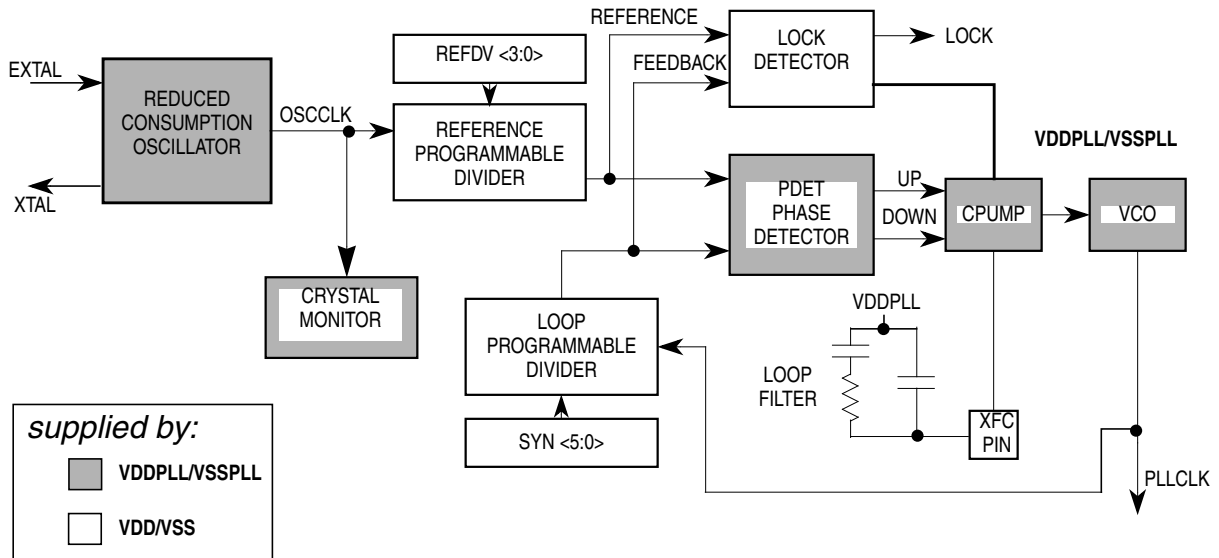 REFERENCE
FEEDBACK
LOCK
DETECTOR
LOCK
REFDV <3:0>
EXTAL
XTAL
REDUCED
CONSUMPTION
OSCILLATOR
OSCCLK
REFERENCE
PROGRAMMABLE
DIVIDER
CRYSTAL
MONITOR
PDET
PHASE
DETECTOR
UP
DOWN
CPUMP
VDDPLL/VSSPLL
VCO
LOOP
PROGRAMMABLE
DIVIDER
SYN <5:0>
VDDPLL
LOOP
FILTER
XFC
PIN
PLLCLK
supplied by:
VDDPLL/VSSPLL
VDD/VSS